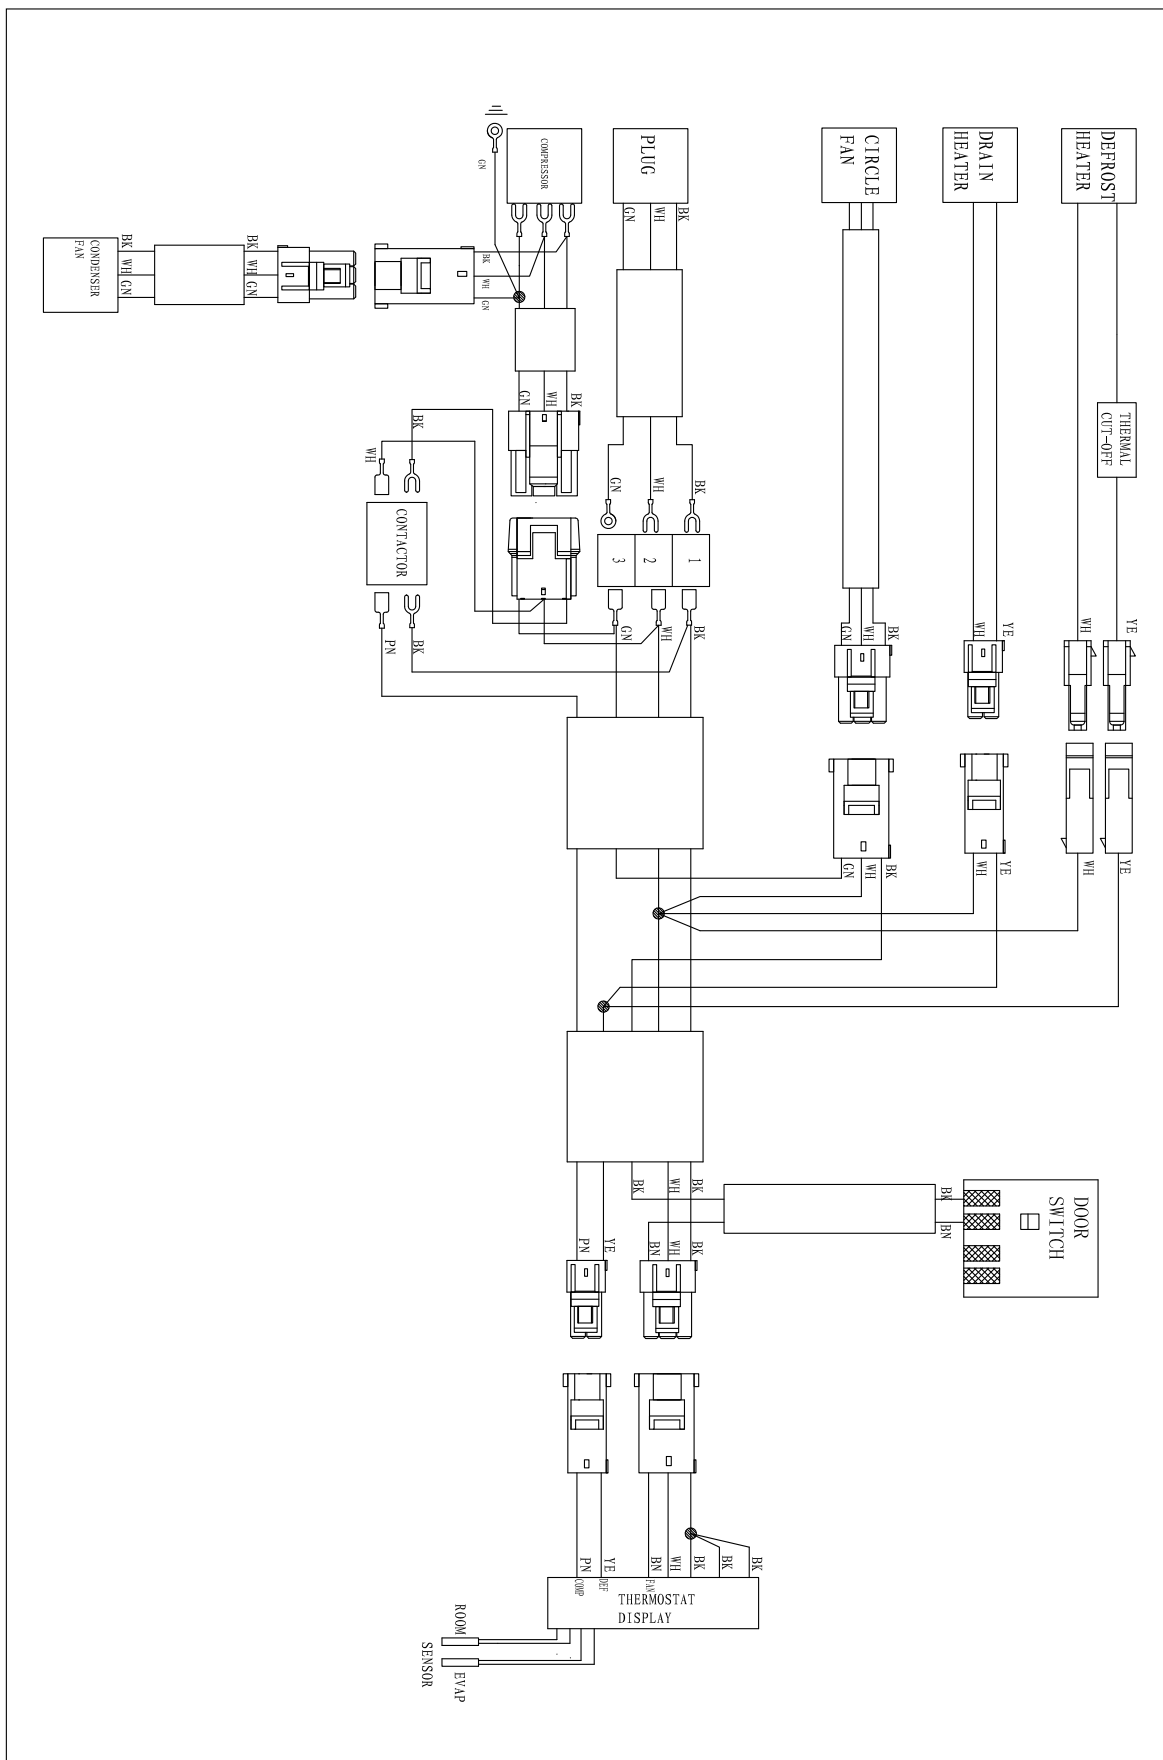 DEFROST
HEATER
DRAIN
HEATER
CIRCLE
FAN
PLUG
COMPRESSOR
GN
GN
WH
BK
CONDENSER
FAN
BK
WH
GN
BK
WH
GN
BK
WH
GN
THERMAL
CUT-OFF
GN
WH
BK
BK
WH
CONTACTOR
GN
WH
BK
3
2
1
PN
BK
GN
WH
BK
GN
WH
BK
WH
YE
WH
YE
GN
WH
BK
WH
YE
WH
YE
DOOR
SWITCH
BK
BN
BK
WH
BK
PN
YE
BN
WH
BK
PN
YE
BN
WH
BK
BK
BK
COMP
DEF
FAN
THERMOSTAT
DISPLAY
ROOM
SENSOR
EVAP